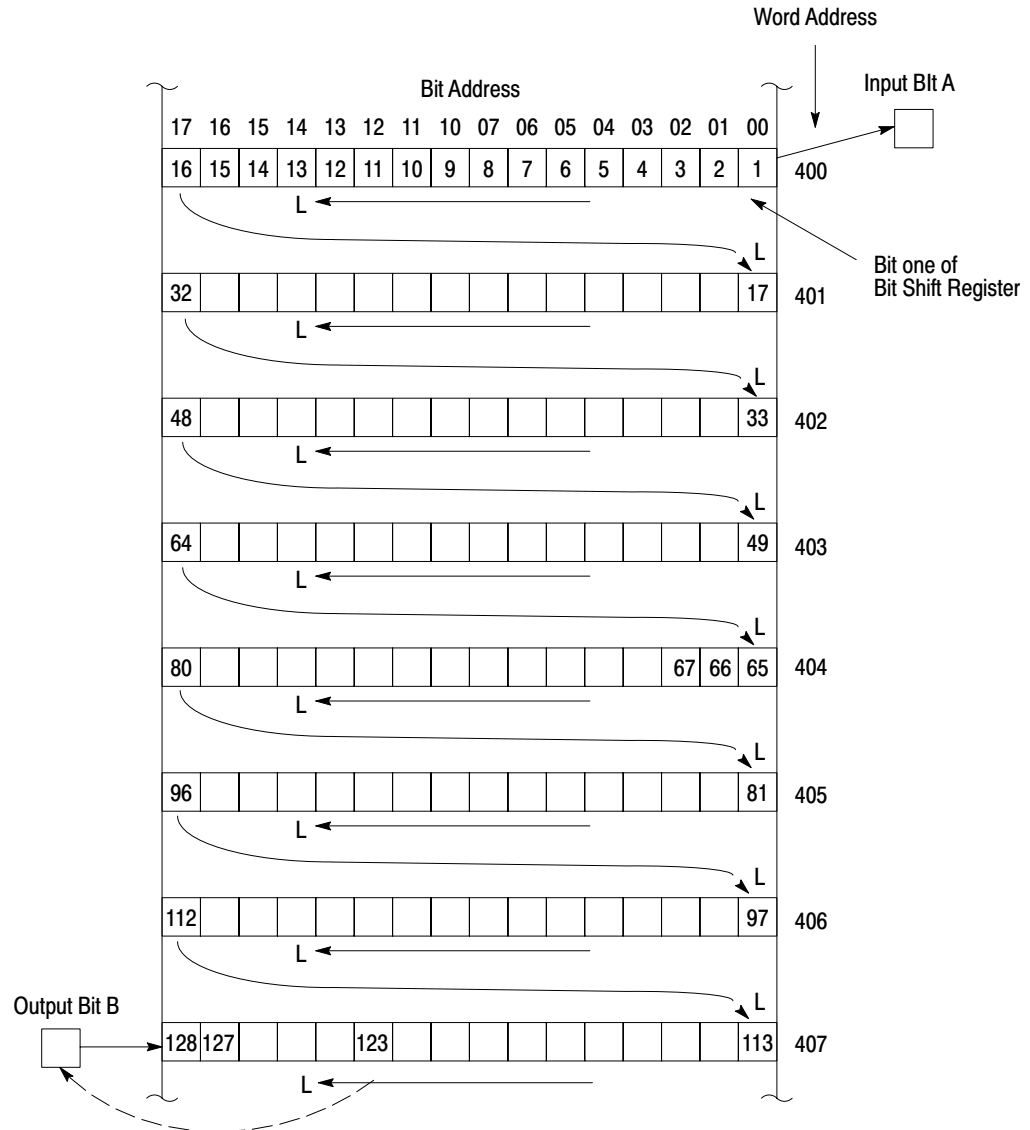 Word Address
Input BIt A
Bit Address
17 16 15 14 13 12 11 10 07 06 05 04 03 02 01 00
16 15 14 13 12 11 10 9 8 7 6 5 4 3 2 1 400
L
L
Bit one of
Bit Shift Register
32 17 401
L
L
48 33 402
L
L
64 49 403
L
L
80 67 66 65 404
L
L
96 81 405
L
L
112 97 406
L
L
Output Bit B
128 127 123 113 407
L